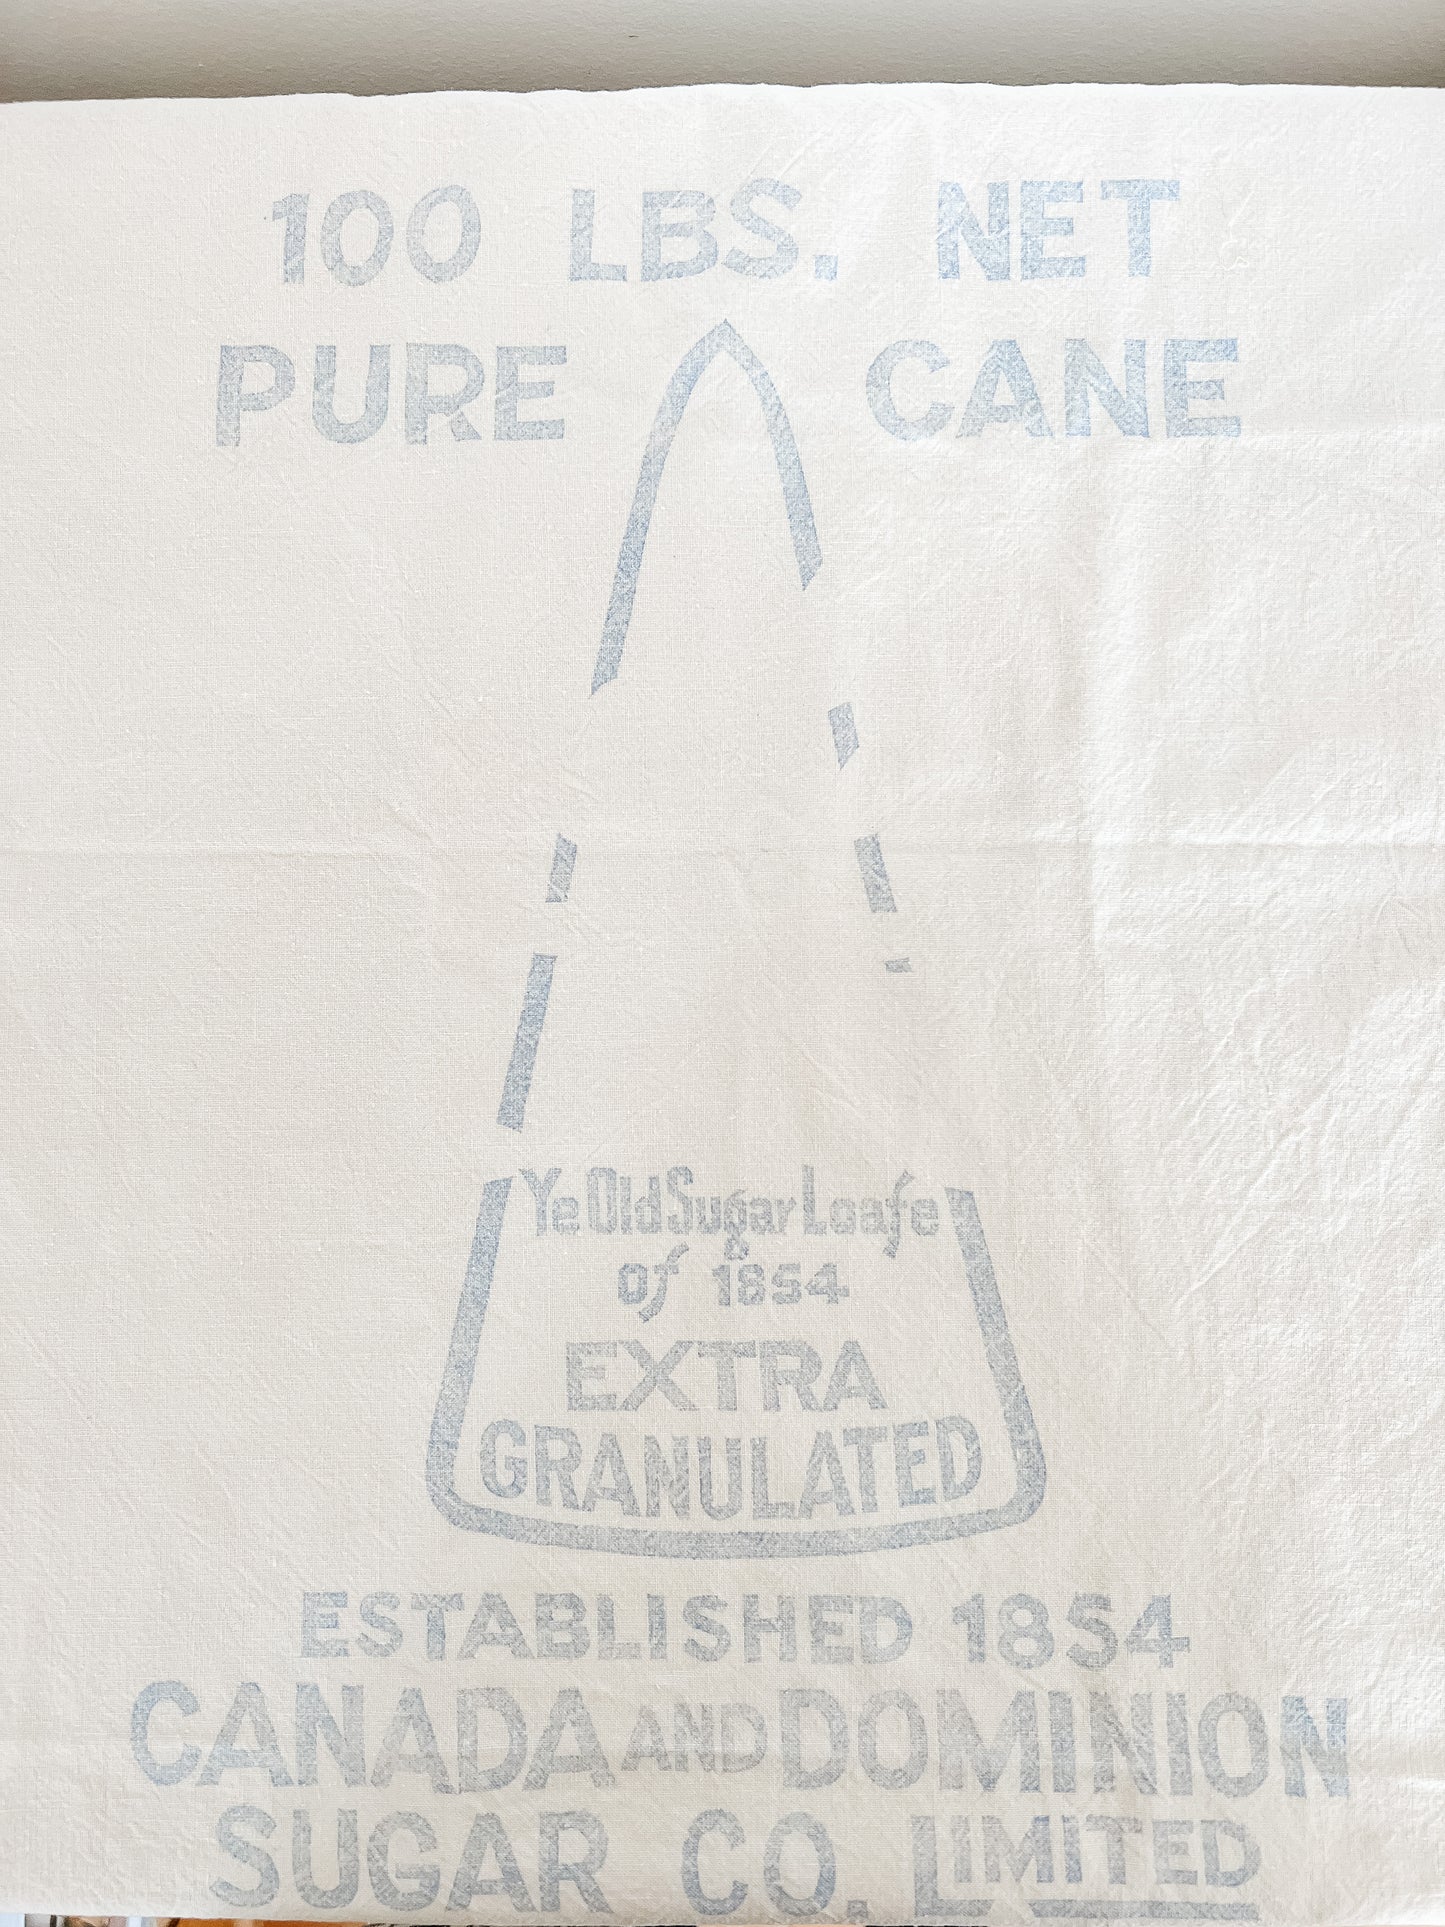 100 LBS. NET
PURE CANE
Ye Old Sugar Loafe
of 1854
EXTRA
GRANULATED
ESTABLISHED 1854
CANADA AND DOMINION
SUGAR CO. LIMITED